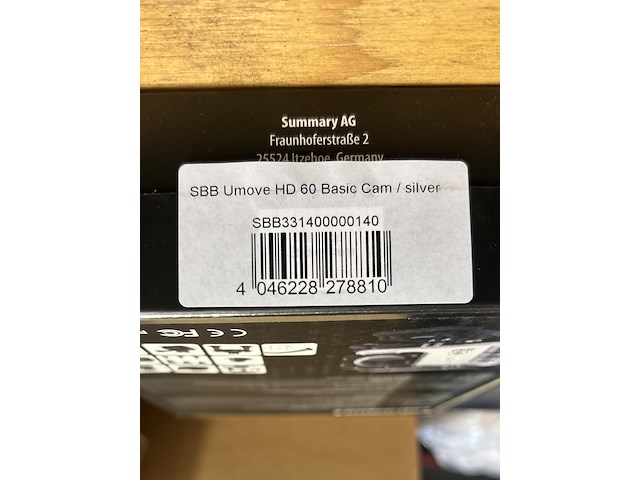 Summary AG
Fraunhoferstraße 2
25524 Itzehoe, Germany
SBB Umove HD 60 Basic Cam / silver
SBB331400000140
4 046228 278810